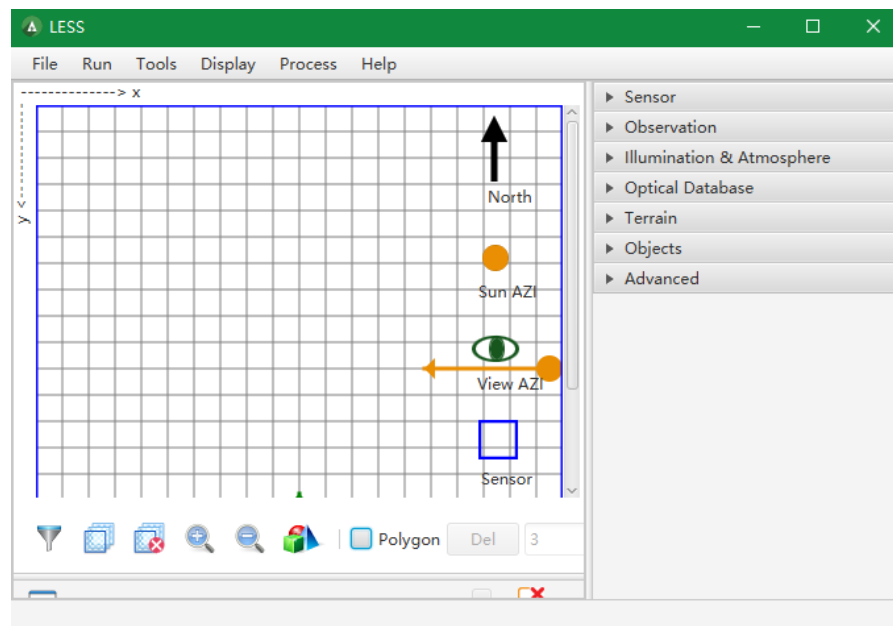 LESS
File Run Tools Display Process Help
--------------> x
y <-----------
North
Sun AZI
View AZI
Sensor
Polygon Del 3
Sensor
Observation
Illumination & Atmosphere
Optical Database
Terrain
Objects
Advanced